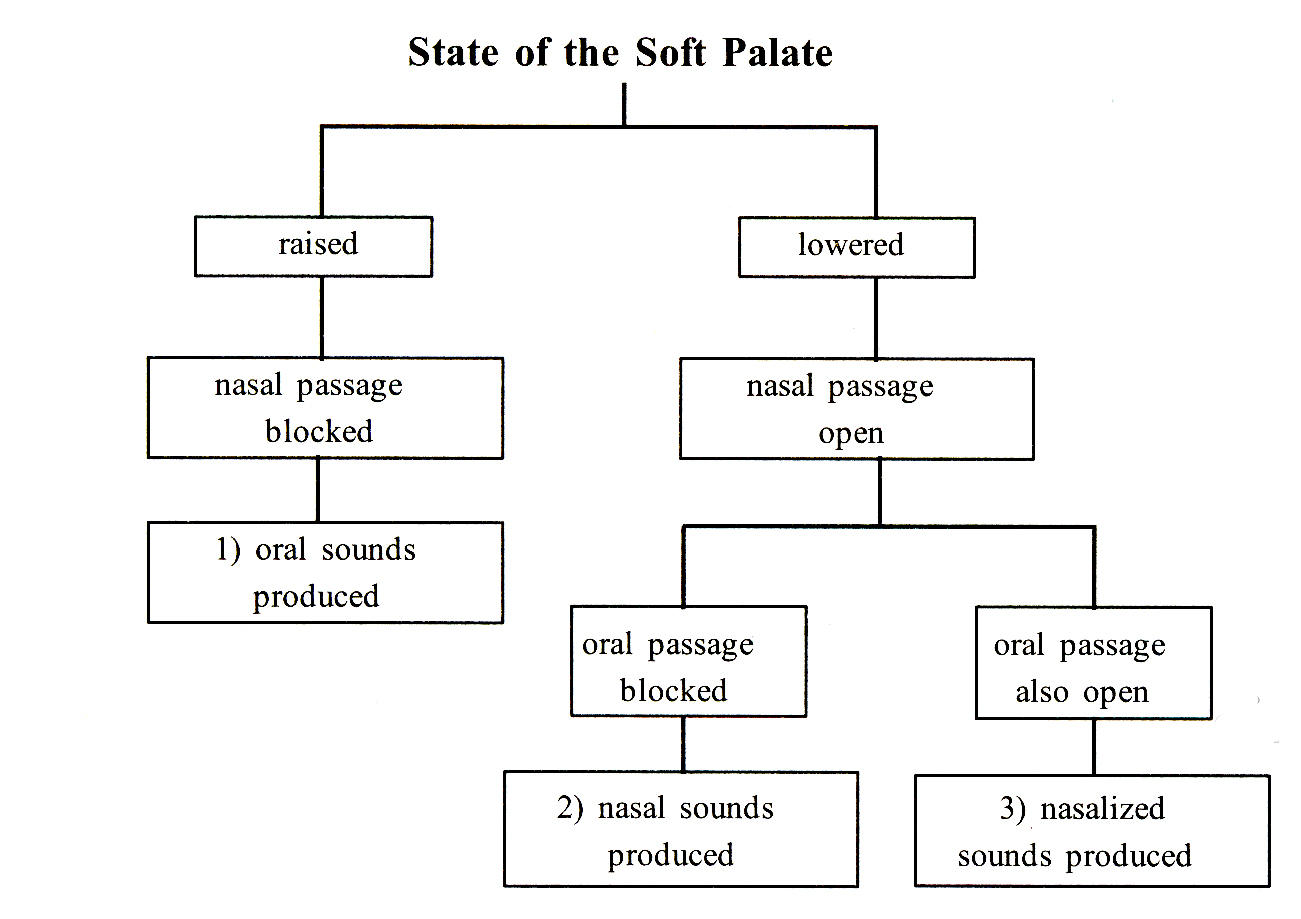 State of the Soft Palate
raised
lowered
nasal passage
blocked
nasal passage
open
1) oral sounds
produced
oral passage
blocked
oral passage
also open
2) nasal sounds
produced
3) nasalized
sounds produced